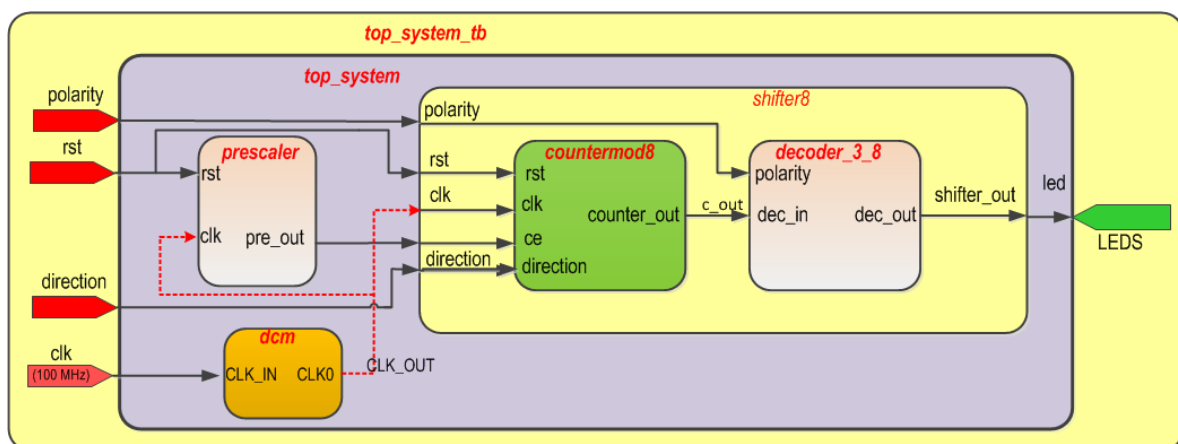 top_system_tb
top_system
polarity
shifter8
polarity
rst
prescaler
rst
rst
countermod8
rst
decoder_3_8
polarity
clk
clk
counter_out
c_out
dec_in
dec_out
shifter_out
led
LEDS
clk
pre_out
ce
direction
direction
direction
clk
(100 MHz)
dcm
CLK_IN
CLK0
CLK_OUT